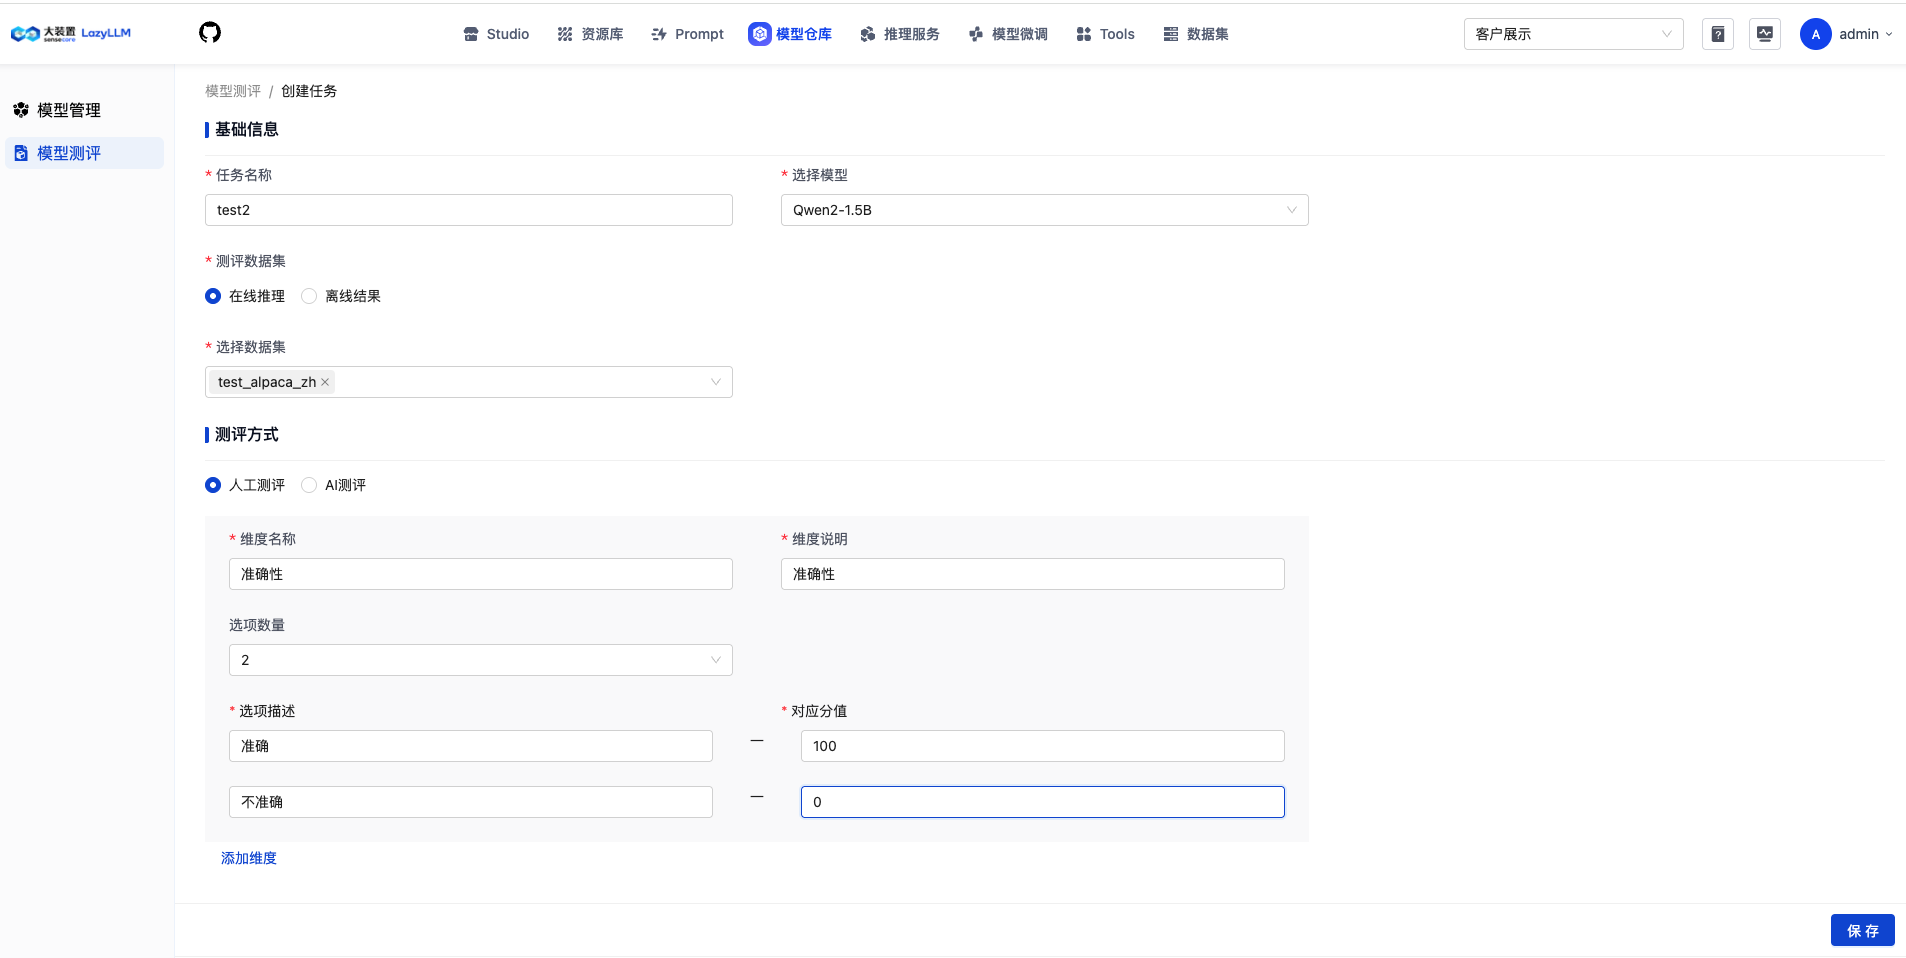 大装置 sensecore LazyLLM
Studio
资源库
Prompt
模型仓库
推理服务
模型微调
Tools
数据集
客户展示
A
admin
模型管理
模型测评
模型测评 / 创建任务
基础信息
* 任务名称
* 选择模型
test2
Qwen2-1.5B
* 测评数据集
在线推理
离线结果
* 选择数据集
test_alpaca_zh
测评方式
人工测评
AI测评
* 维度名称
* 维度说明
准确性
准确性
选项数量
2
* 选项描述
* 对应分值
准确
100
不准确
0
添加维度
保 存